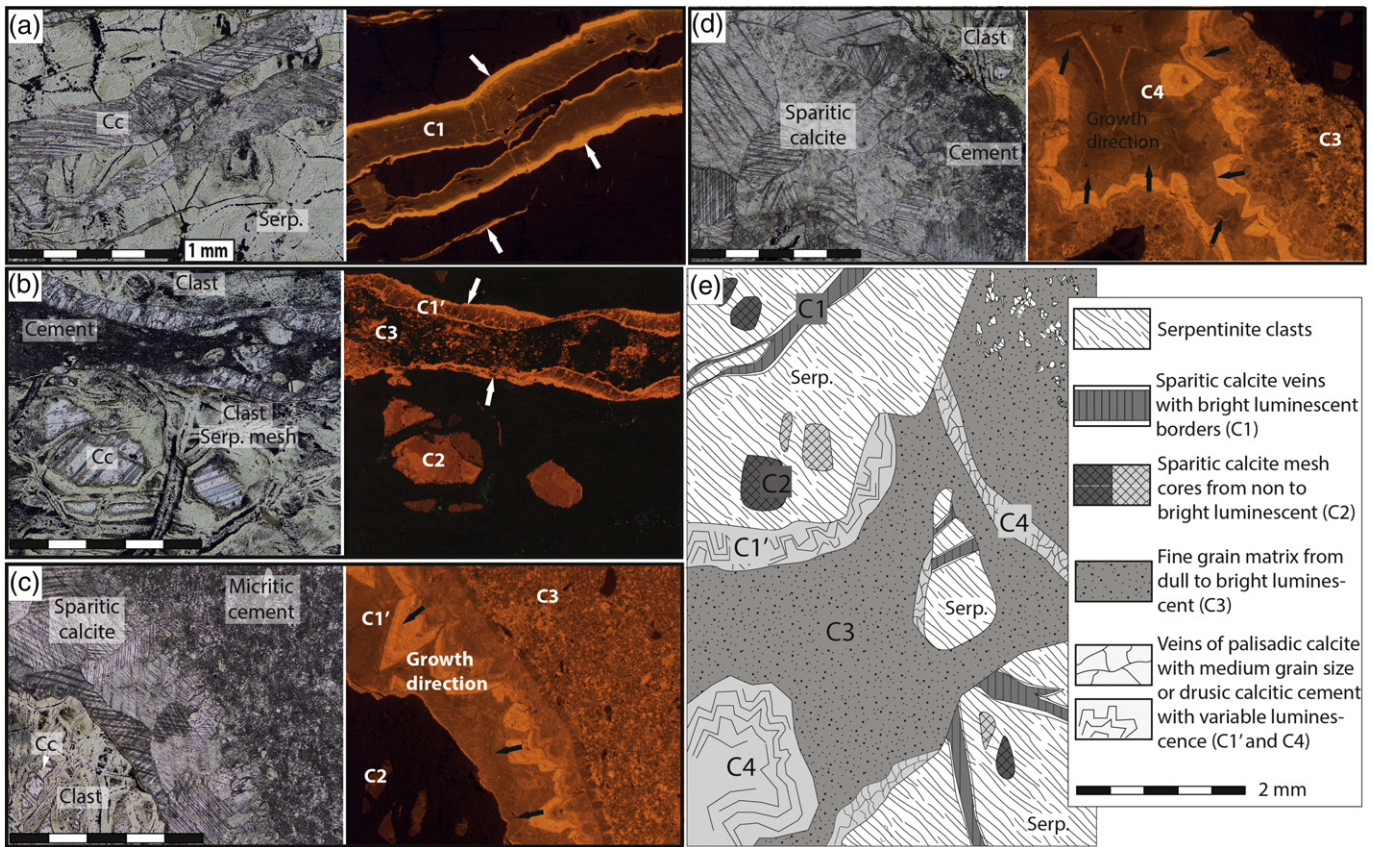 (a)
Cc
Serp.
1 mm
C1
(b)
Clast
Cement
Clast
Serp. mesh
Cc
C1’
C3
C2
(c)
Sparitic
calcite
Micritic
cement
Cc
Clast
C1’
C3
Growth
direction
C2
(d)
Clast
Sparitic
calcite
Cement
C4
Growth
direction
C3
(e)
C1
Serp.
C2
C1’
C4
Serp.
C3
C4
Serp.
Serpentinite clasts
Sparitic calcite veins
with bright luminescent
borders (C1)
Sparitic calcite mesh
cores from non to
bright luminescent (C2)
Fine grain matrix from
dull to bright lumines-
cent (C3)
Veins of palisadic calcite
with medium grain size
or drusic calcitic cement
with variable lumines-
cence (C1’ and C4)
2 mm